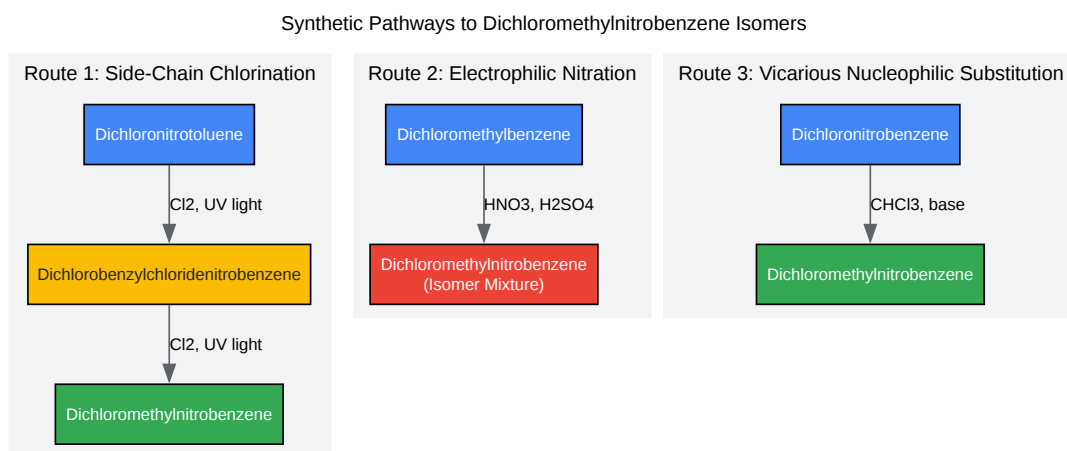 Synthetic Pathways to Dichloromethylnitrobenzene Isomers
Route 1: Side-Chain Chlorination
Dichloronitrotoluene
Cl2, UV light
Dichlorobenzylchloridenitrobenzene
Cl2, UV light
Dichloromethylnitrobenzene
Route 2: Electrophilic Nitration
Dichloromethylbenzene
HNO3, H2SO4
Dichloromethylnitrobenzene
(Isomer Mixture)
Route 3: Vicarious Nucleophilic Substitution
Dichloronitrobenzene
CHCl3, base
Dichloromethylnitrobenzene